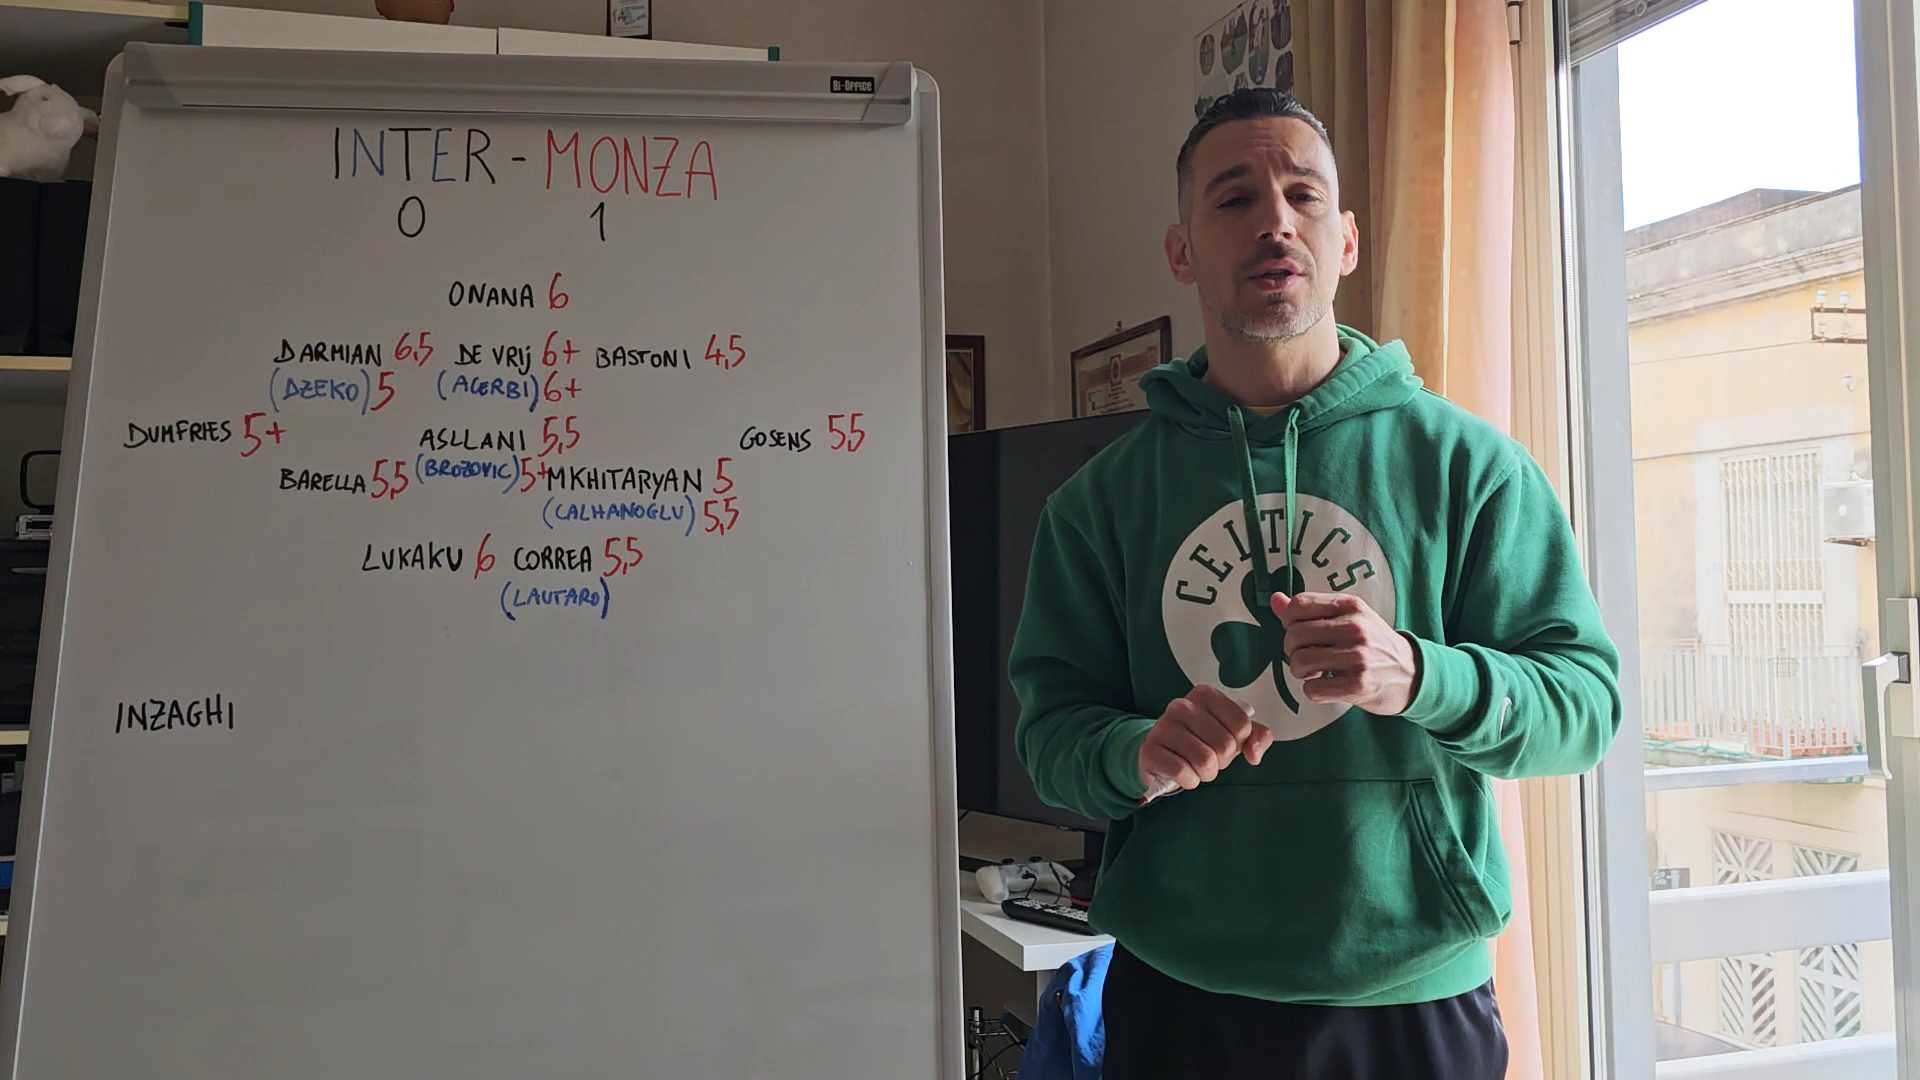 Bi-Office
INTER - MONZA
0 1
ONANA 6
DARMIAN 6,5 DE VRIJ 6+ BASTONI 4,5
(DZEKO) 5 (ACERBI) 6+
DUMFRIES 5+ ASLLANI 5,5 GOSENS 5,5
BARELLA 5,5 (BROZOVIC) 5+ MKHITARYAN 5
(CALHANOGLU) 5,5
LUKAKU 6 CORREA 5,5
(LAUTARO)
INZAGHI
CELTICS